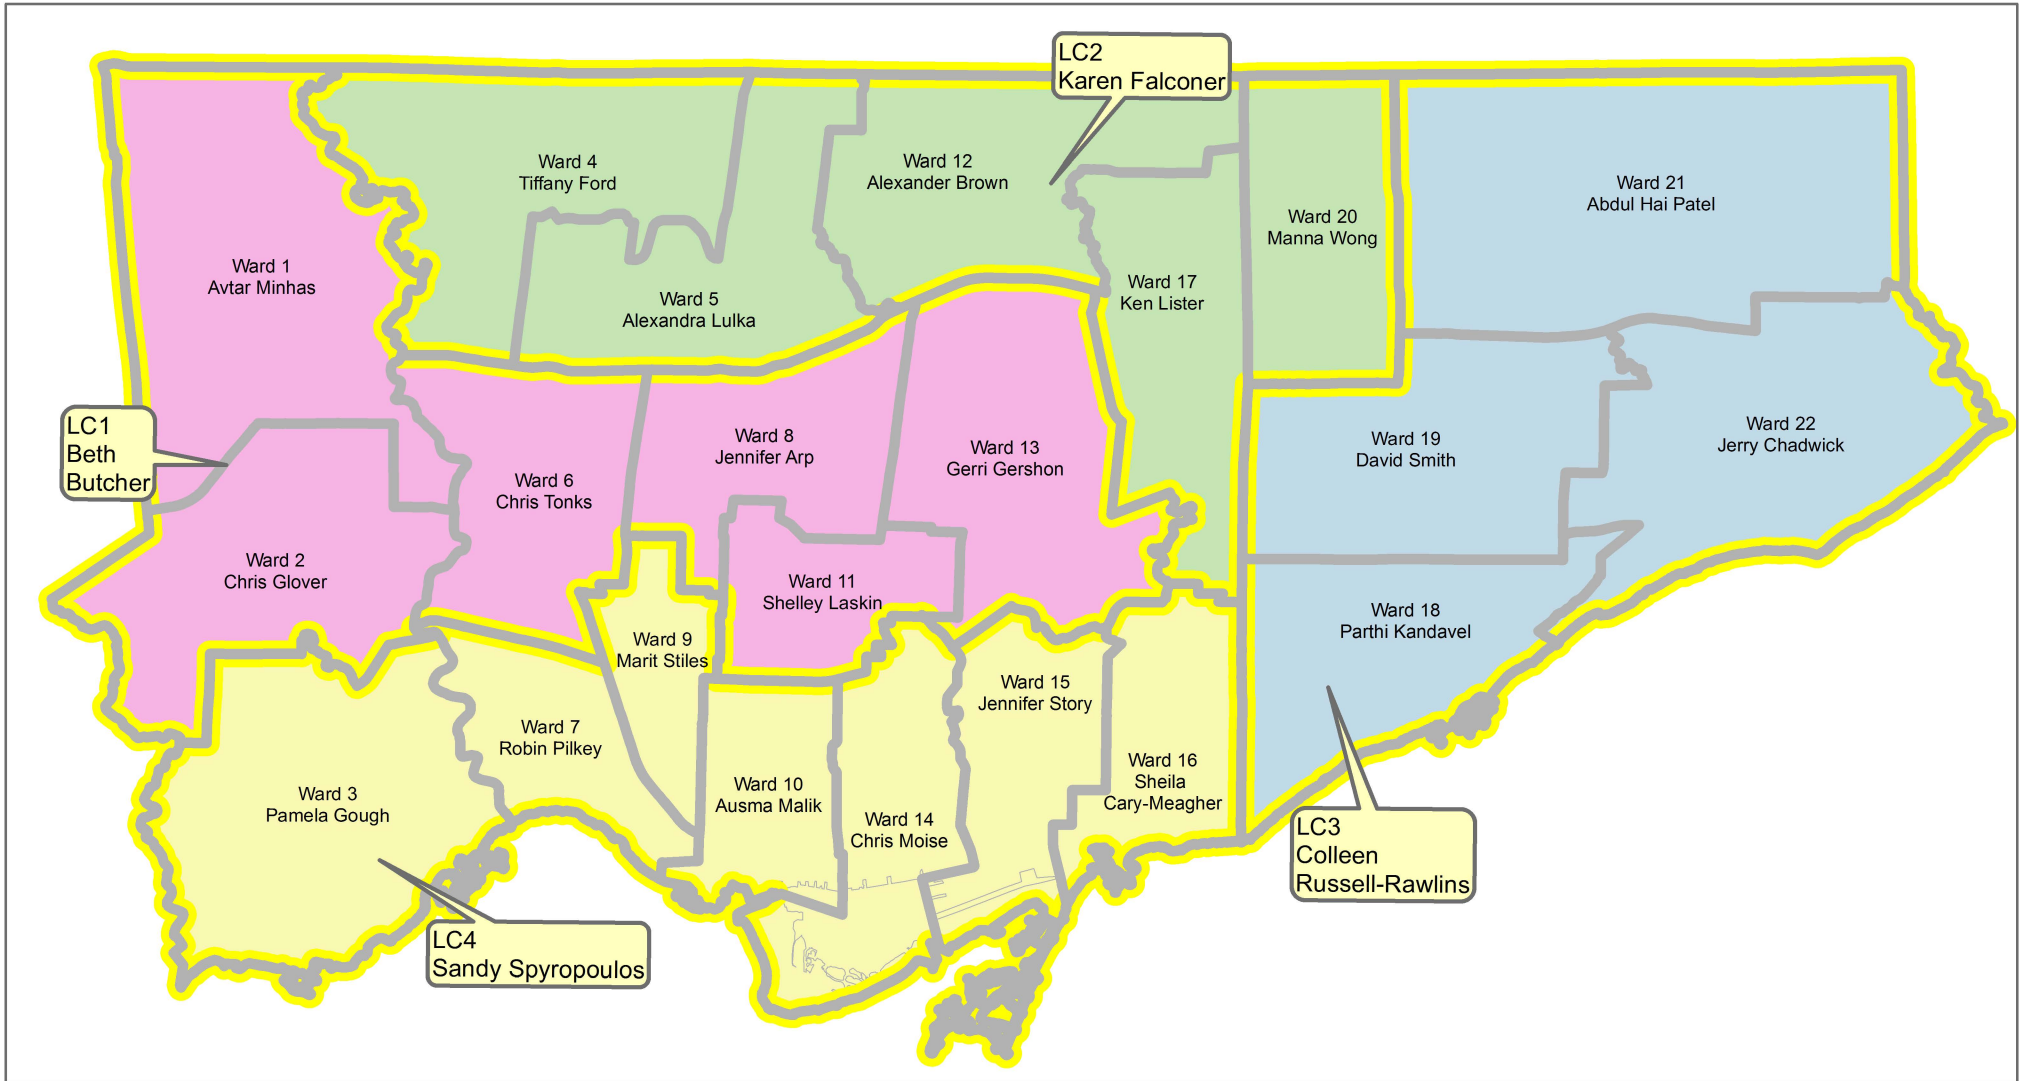 LC2
Karen Falconer
Ward 4
Tiffany Ford
Ward 12
Alexander Brown
Ward 21
Abdul Hai Patel
Ward 20
Manna Wong
Ward 1
Avtar Minhas
Ward 17
Ken Lister
Ward 5
Alexandra Lulka
LC1
Beth
Butcher
Ward 8
Jennifer Arp
Ward 13
Gerri Gershon
Ward 19
David Smith
Ward 22
Jerry Chadwick
Ward 6
Chris Tonks
Ward 2
Chris Glover
Ward 11
Shelley Laskin
Ward 18
Parthi Kandavel
Ward 9
Marit Stiles
Ward 15
Jennifer Story
Ward 7
Robin Pilkey
Ward 16
Sheila
Cary-Meagher
Ward 3
Pamela Gough
Ward 10
Ausma Malik
Ward 14
Chris Moise
LC3
Colleen
Russell-Rawlins
LC4
Sandy Spyropoulos